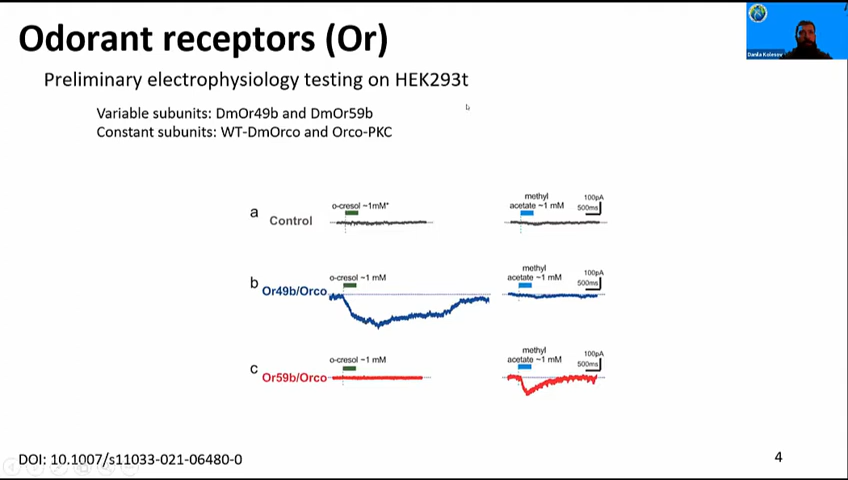 Odorant receptors (Or)
Danila Kolesov
Preliminary electrophysiology testing on HEK293t
Variable subunits: DmOr49b and DmOr59b
Constant subunits: WT-DmOrco and Orco-PKC
a
Control
o-cresol ~1mM*
methyl
acetate ~1 mM
100pA
500ms
b
Or49b/Orco
o-cresol ~1 mM
methyl
acetate ~1 mM
100pA
500ms
c
Or59b/Orco
o-cresol ~1 mM
methyl
acetate ~1 mM
100pA
500ms
DOI: 10.1007/s11033-021-06480-0
4